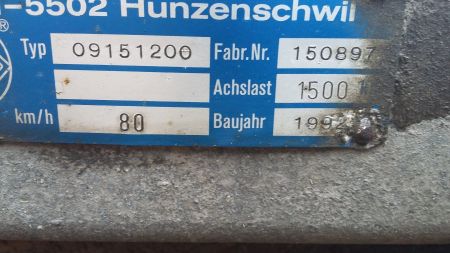 -5502 Hunzenschwil
®
Typ 09151200 Fabr.Nr. 150897
Achslast 1500
km/h 80 Baujahr 199